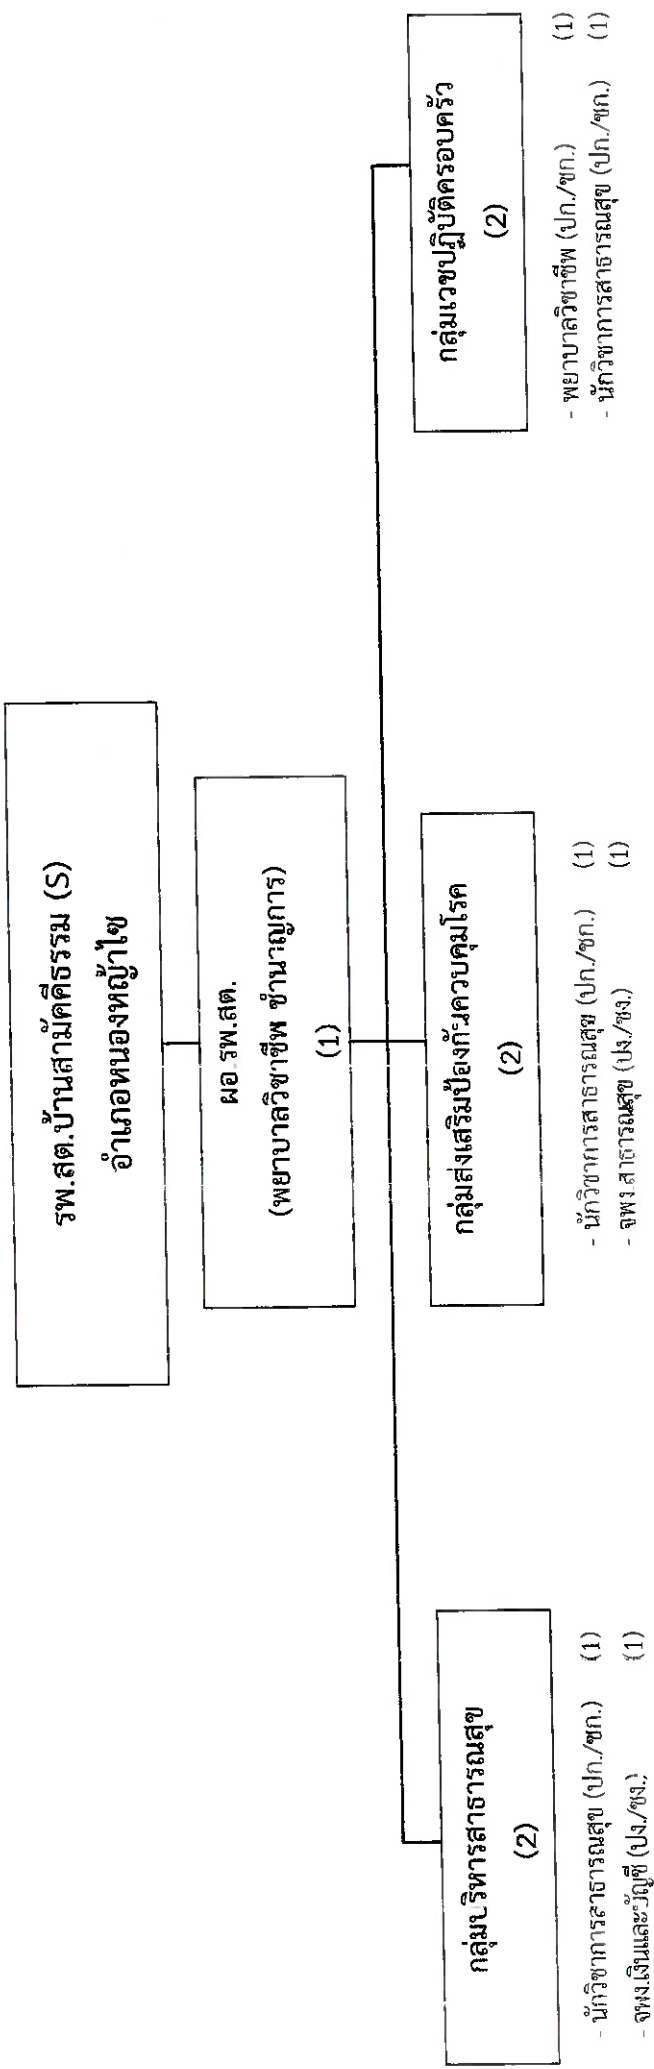 รพ.สต.บ้านสามัคคีธรรม (S)
อำเภอหนองหญ้าไซ
ผอ.รพ.สต.
(พยาบาลวิชาชีพ ชำนาญการ)
(1)
กลุ่มบริหารสาธารณสุข
(2)
- นักวิชาการสาธารณสุข (ปก./ชก.) (1)
- จพง.เงินและบัญชี (ปง./ชง.) (1)
กลุ่มส่งเสริมป้องกันควบคุมโรค
(2)
- นักวิชาการสาธารณสุข (ปก./ชก.) (1)
- จพง.สาธารณสุข (ปง./ชง.) (1)
กลุ่มเวชปฏิบัติครอบครัว
(2)
- พยาบาลวิชาชีพ (ปก./ชก.) (1)
- นักวิชาการสาธารณสุข (ปก./ชก.) (1)